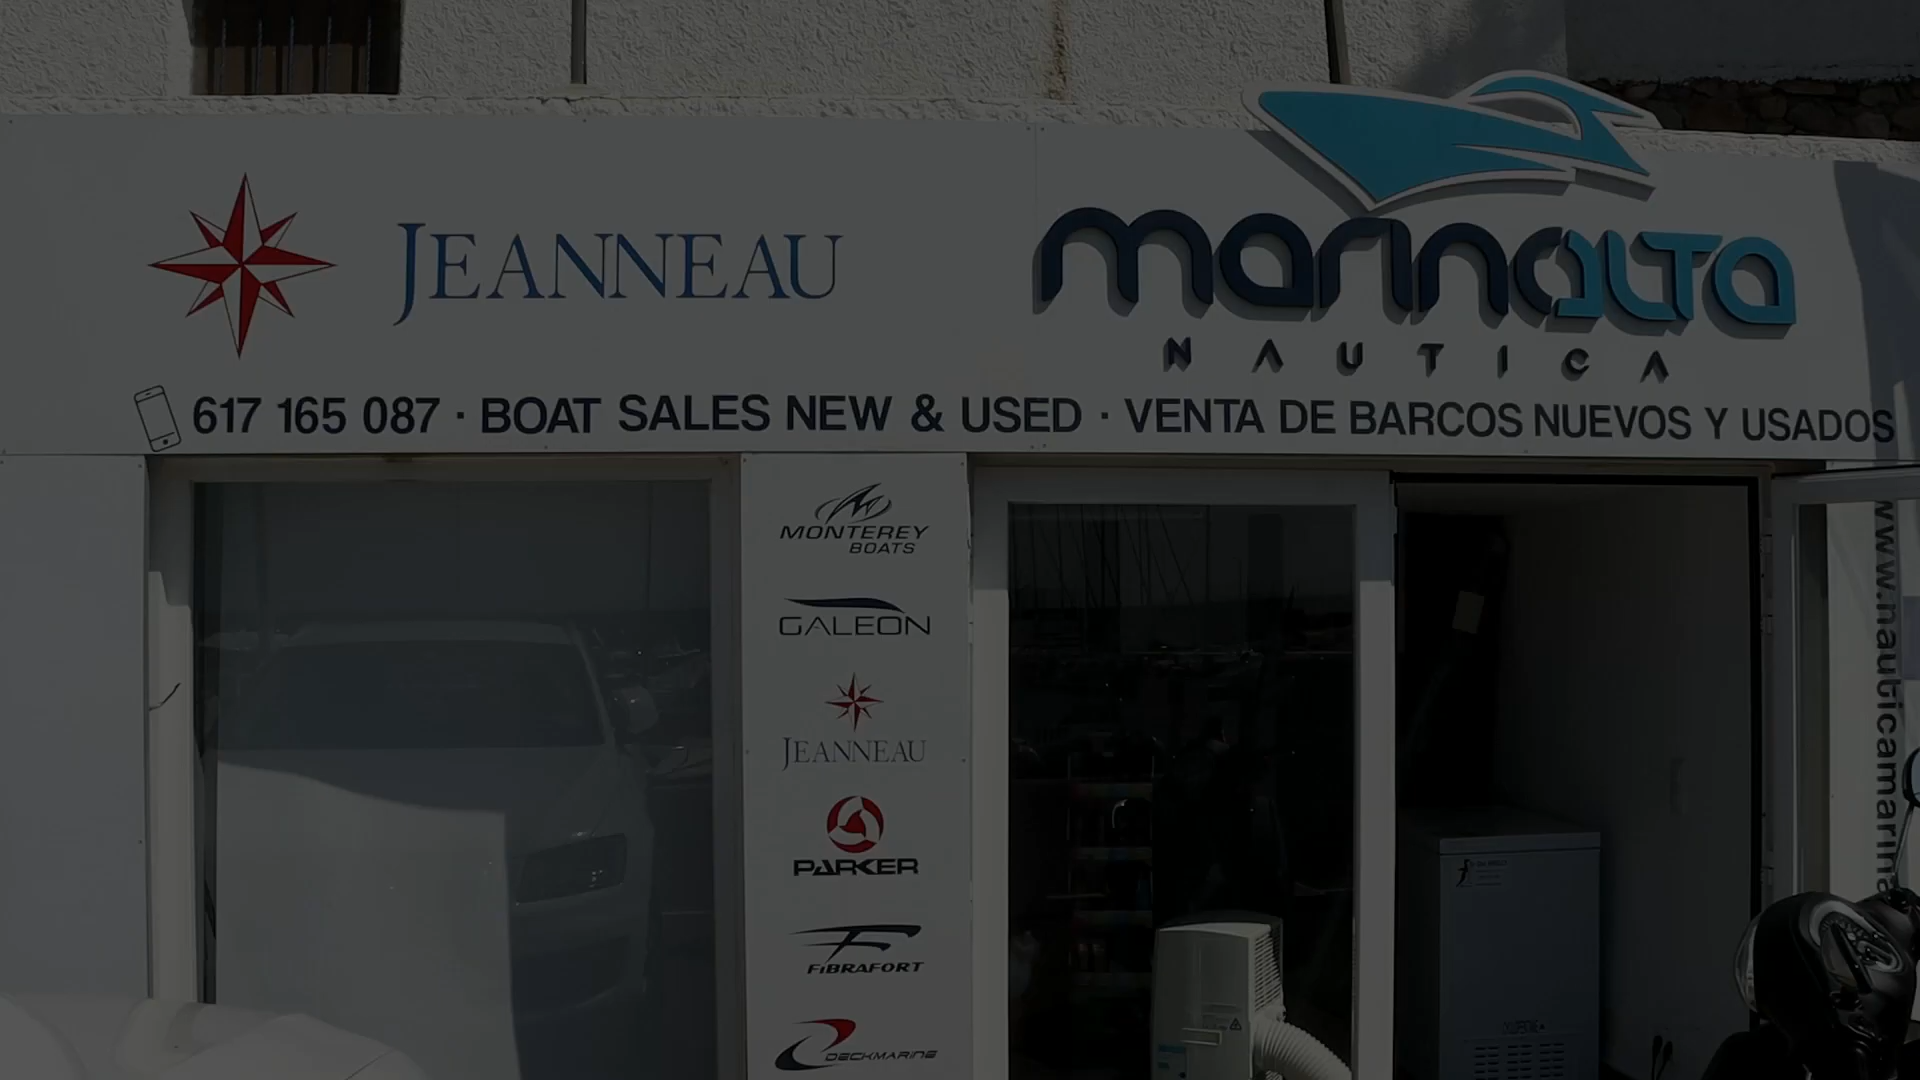 JEANNEAU
marinalta
NAUTICA
617 165 087 · BOAT SALES NEW & USED · VENTA DE BARCOS NUEVOS Y USADOS
MONTEREY
BOATS
GALEON
JEANNEAU
PARKER
FIBRAFORT
DECKMARINE
www.nauticamarina